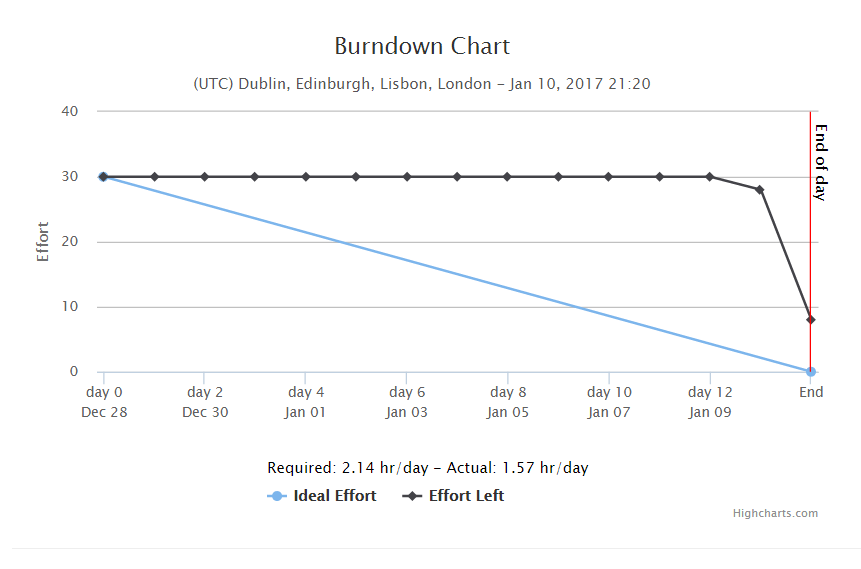 Burndown Chart
(UTC) Dublin, Edinburgh, Lisbon, London - Jan 10, 2017 21:20
40
30
20
10
0
Effort
End of day
day 0 day 2 day 4 day 6 day 8 day 10 day 12 End
Dec 28 Dec 30 Jan 01 Jan 03 Jan 05 Jan 07 Jan 09
Required: 2.14 hr/day - Actual: 1.57 hr/day
Ideal Effort Effort Left
Highcharts.com